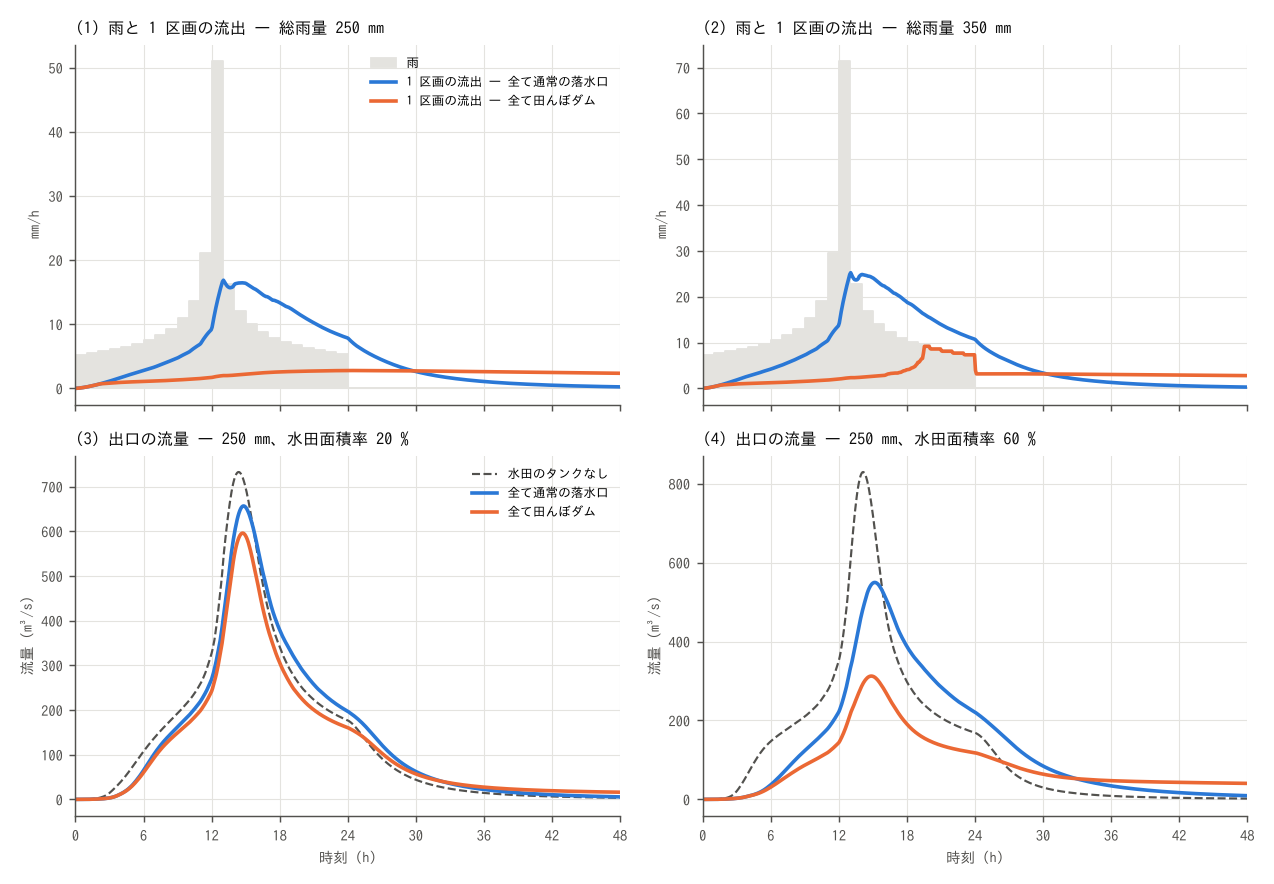 (1) 雨と 1 区画の流出 — 総雨量 250 mm
雨
1 区画の流出 — 全て通常の落水口
1 区画の流出 — 全て田んぼダム
50
40
30
20
10
0
mm/h
(2) 雨と 1 区画の流出 — 総雨量 350 mm
70
60
50
40
30
20
10
0
mm/h
(3) 出口の流量 — 250 mm、水田面積率 20 %
水田のタンクなし
全て通常の落水口
全て田んぼダム
700
600
500
400
300
200
100
0
流量 (m³/s)
0 6 12 18 24 30 36 42 48
時刻 (h)
(4) 出口の流量 — 250 mm、水田面積率 60 %
800
600
400
200
0
流量 (m³/s)
0 6 12 18 24 30 36 42 48
時刻 (h)